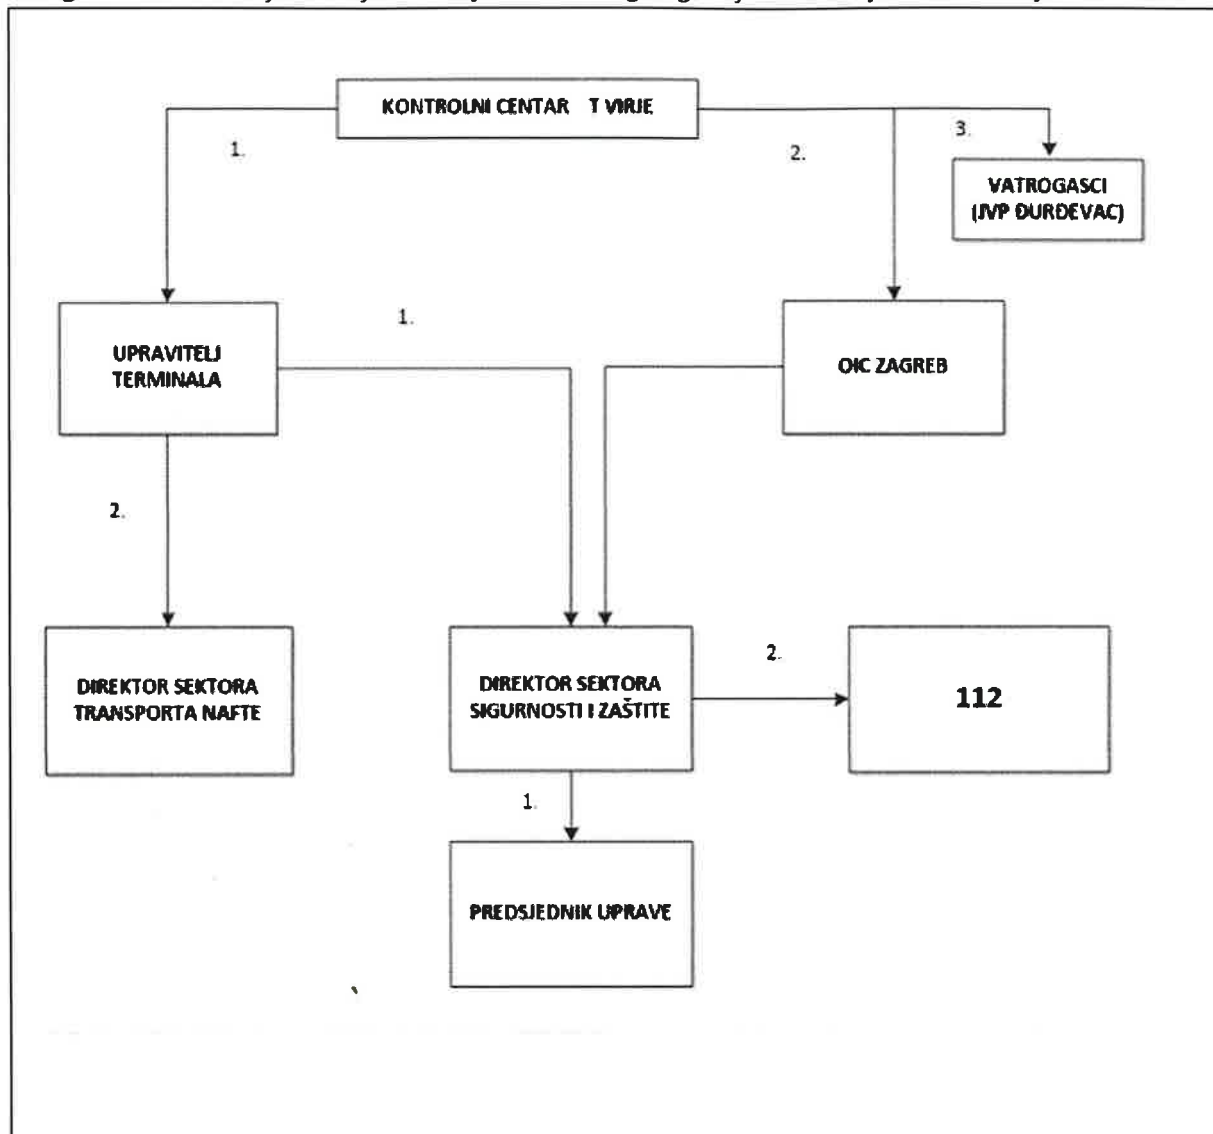 KONTROLNI CENTAR T VIRJE
1.
2.
3.
VATROGASCI
(JVP ĐURĐEVAC)
UPRAVITELJ
TERMINALA
1.
OIC ZAGREB
2.
DIREKTOR SEKTORA
TRANSPORTA NAFTE
DIREKTOR SEKTORA
SIGURNOSTI I ZAŠTITE
2.
112
1.
PREDSJEDNIK UPRAVE